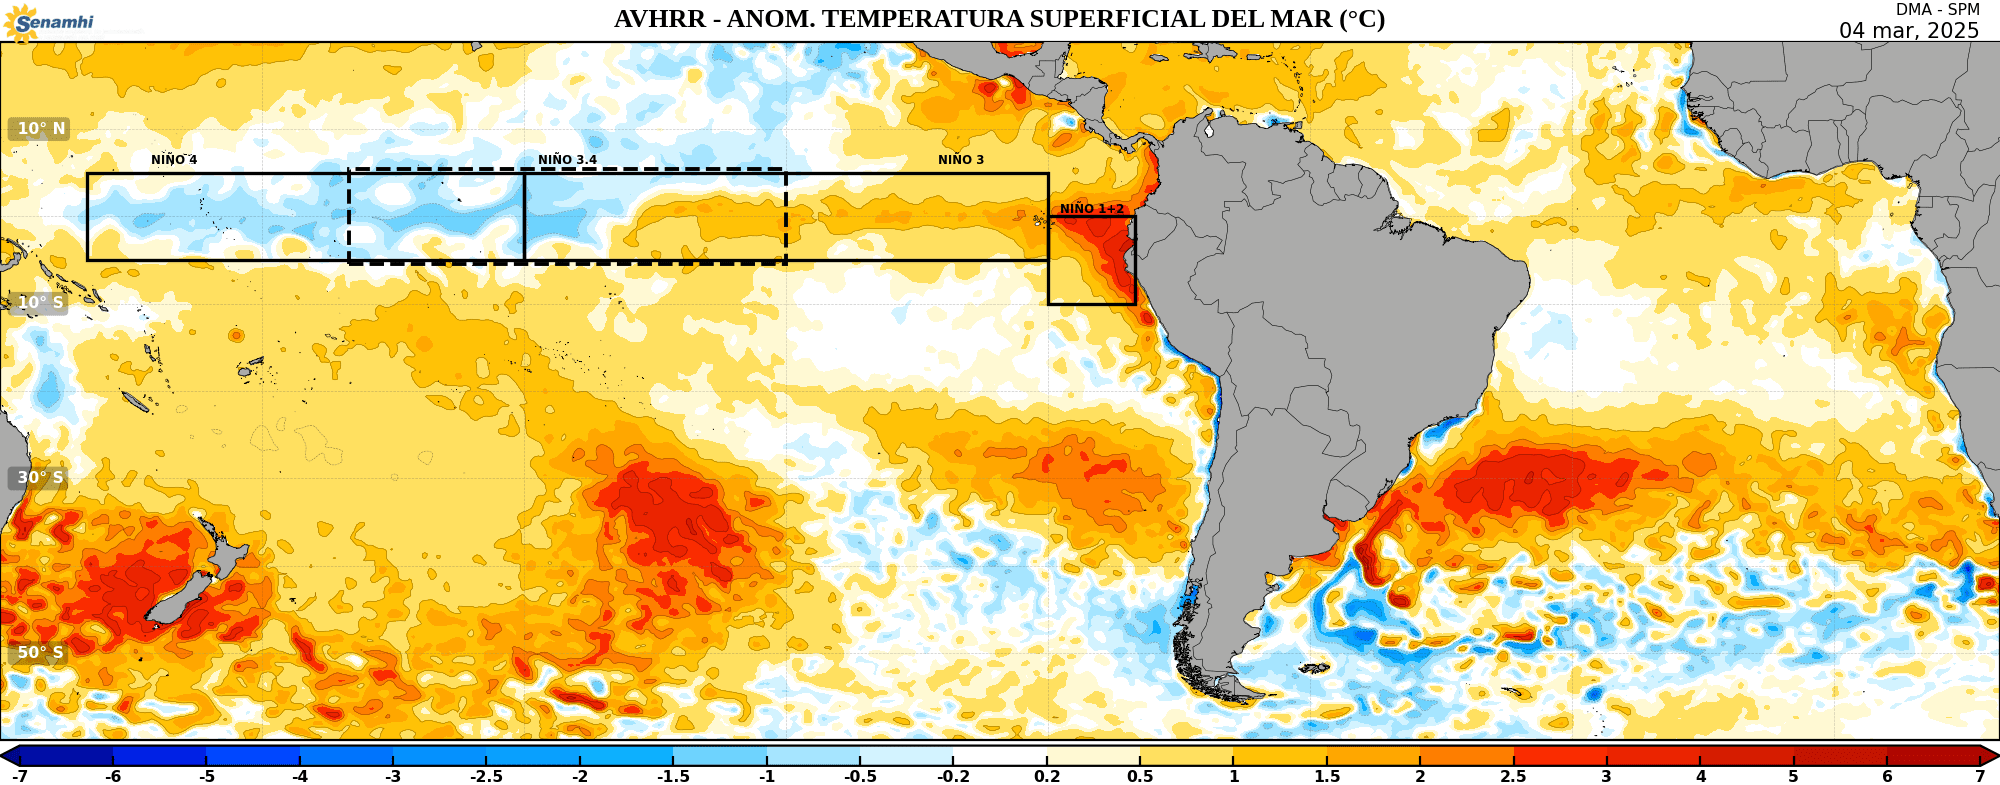 Senamhi
AVHRR - ANOM. TEMPERATURA SUPERFICIAL DEL MAR (°C)
DMA - SPM
04 mar, 2025
10° N
NIÑO 4
NIÑO 3.4
NIÑO 3
NIÑO 1+2
10° S
30° S
50° S
-7 -6 -5 -4 -3 -2.5 -2 -1.5 -1 -0.5 -0.2 0.2 0.5 1 1.5 2 2.5 3 4 5 6 7